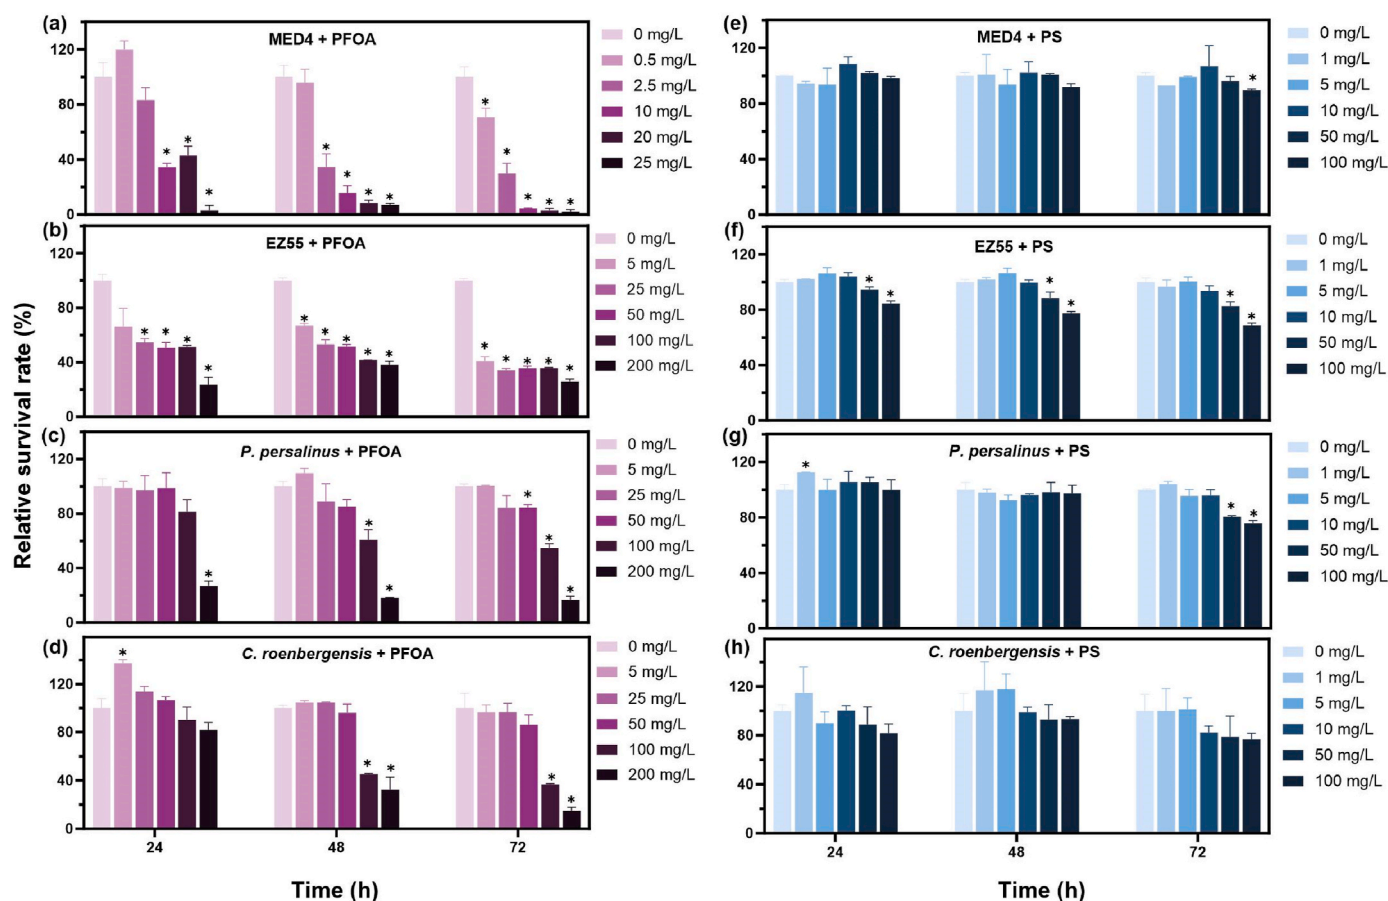 Relative survival rate (%)
(a)
MED4 + PFOA
120
80
40
0
* * * * * * * * * * *
0 mg/L
0.5 mg/L
2.5 mg/L
10 mg/L
20 mg/L
25 mg/L
(b)
EZ55 + PFOA
120
80
40
0
* * * * * * * * * * * * * *
0 mg/L
5 mg/L
25 mg/L
50 mg/L
100 mg/L
200 mg/L
(c)
P. persalinus + PFOA
120
80
40
0
* * * * * *
0 mg/L
5 mg/L
25 mg/L
50 mg/L
100 mg/L
200 mg/L
(d)
C. roenbergensis + PFOA
120
80
40
0
* * * * *
0 mg/L
5 mg/L
25 mg/L
50 mg/L
100 mg/L
200 mg/L
24 48 72
Time (h)
(e)
MED4 + PS
120
80
40
0
*
0 mg/L
1 mg/L
5 mg/L
10 mg/L
50 mg/L
100 mg/L
(f)
EZ55 + PS
120
80
40
0
* * * * * *
0 mg/L
1 mg/L
5 mg/L
10 mg/L
50 mg/L
100 mg/L
(g)
P. persalinus + PS
120
80
40
0
* * *
0 mg/L
1 mg/L
5 mg/L
10 mg/L
50 mg/L
100 mg/L
(h)
C. roenbergensis + PS
120
80
40
0
0 mg/L
1 mg/L
5 mg/L
10 mg/L
50 mg/L
100 mg/L
24 48 72
Time (h)